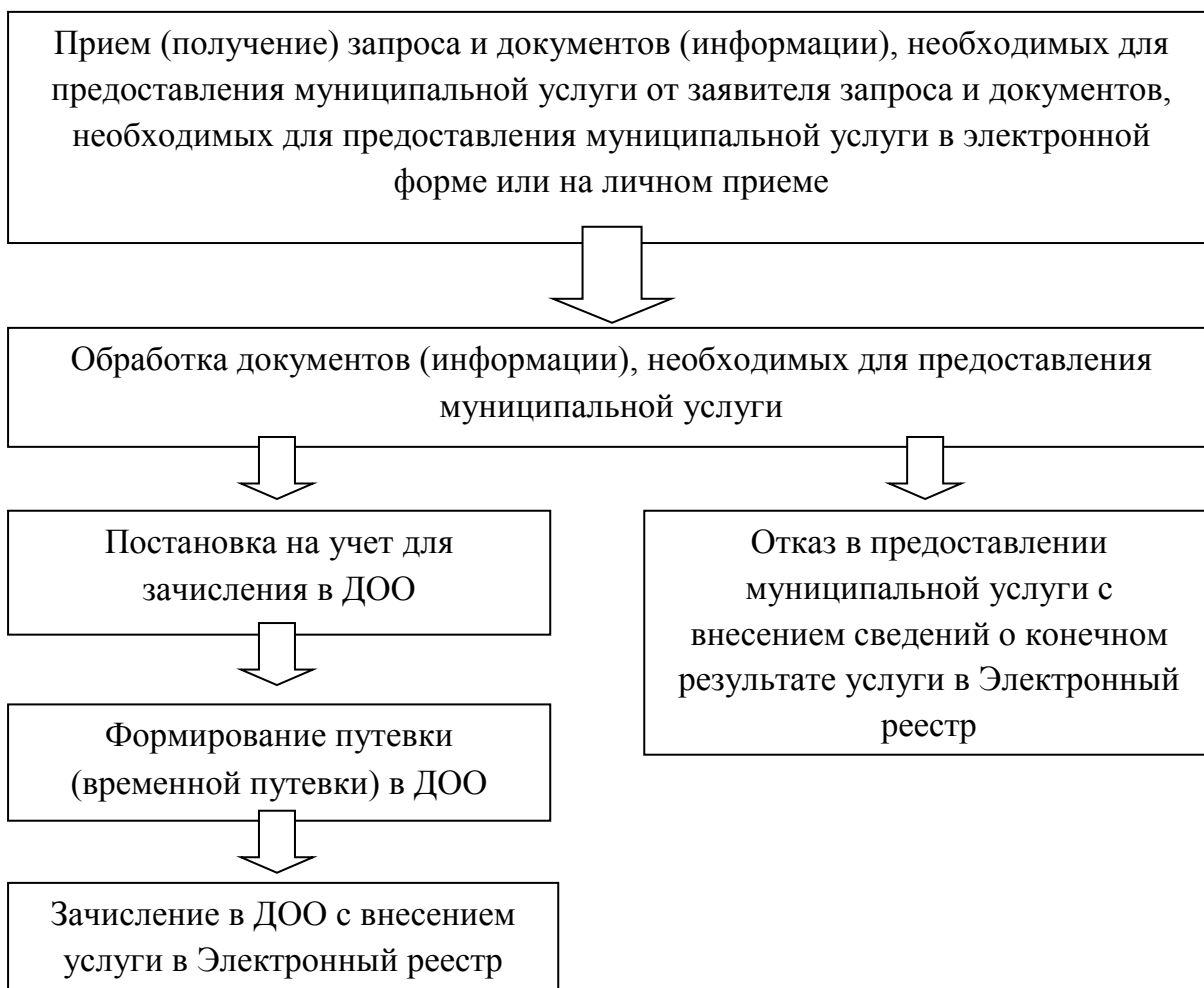 Прием (получение) запроса и документов (информации), необходимых для
предоставления муниципальной услуги от заявителя запроса и документов,
необходимых для предоставления муниципальной услуги в электронной
форме или на личном приеме
Обработка документов (информации), необходимых для предоставления
муниципальной услуги
Постановка на учет для
зачисления в ДОО
Формирование путевки
(временной путевки) в ДОО
Зачисление в ДОО с внесением
услуги в Электронный реестр
Отказ в предоставлении
муниципальной услуги с
внесением сведений о конечном
результате услуги в Электронный
реестр